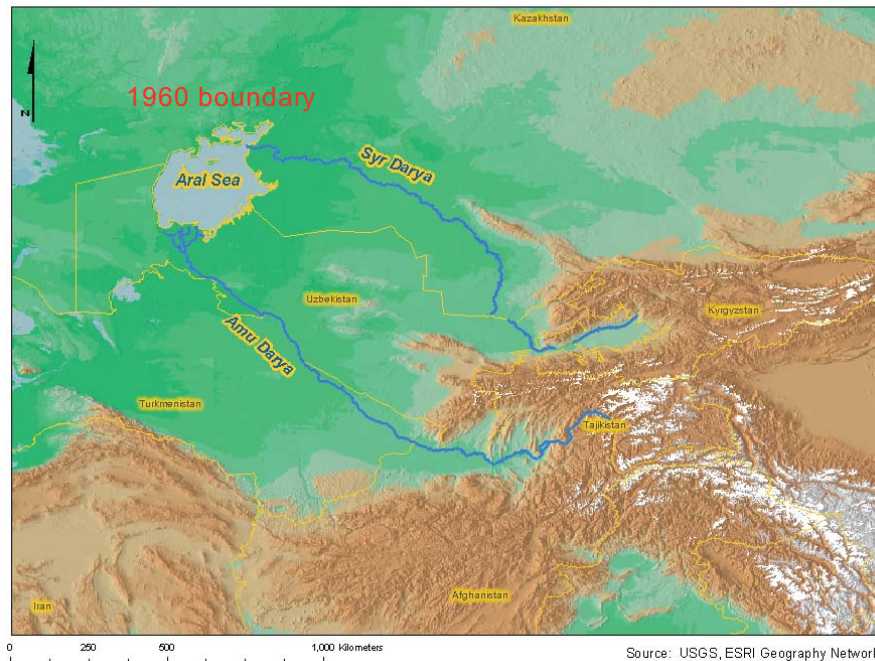 Kazakhstan
1960 boundary
N
Syr Darya
Aral Sea
Uzbekistan
Kyrgyzstan
Amu Darya
Turkmenistan
Tajikistan
Afghanistan
Iran
0 250 500 1,000 Kilometers
Source: USGS, ESRI Geography Network